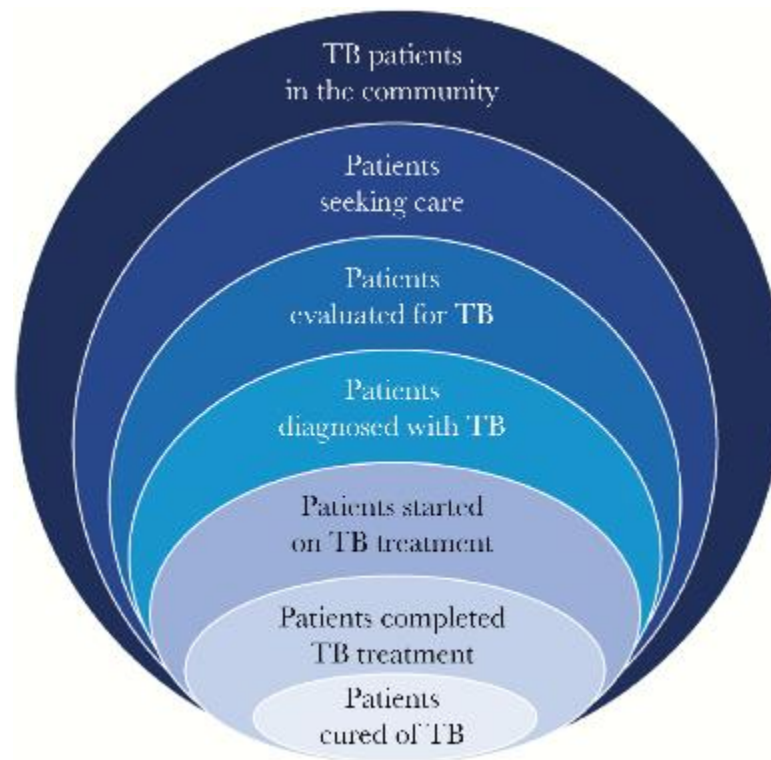 TB patients
in the community
Patients
seeking care
Patients
evaluated for TB
Patients
diagnosed with TB
Patients started
on TB treatment
Patients completed
TB treatment
Patients
cured of TB